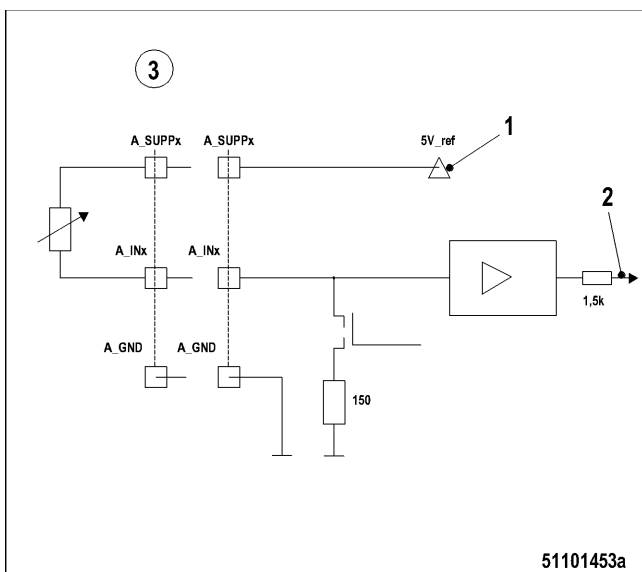 3
1
A_SUPPx A_SUPPx 5V_ref
2
A_INx A_INx
1,5k
A_GND A_GND
150
51101453a